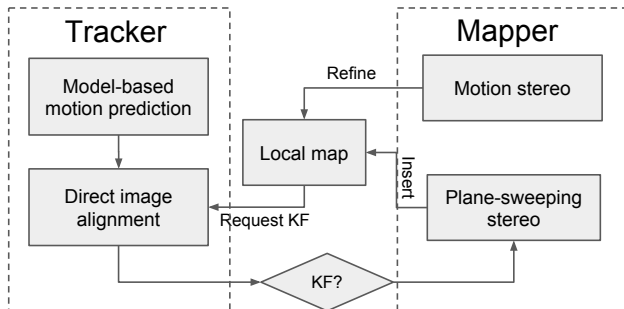 Tracker
Model-based
motion prediction
Direct image
alignment
Local map
Refine
Request KF
KF?
Mapper
Motion stereo
Insert
Plane-sweeping
stereo